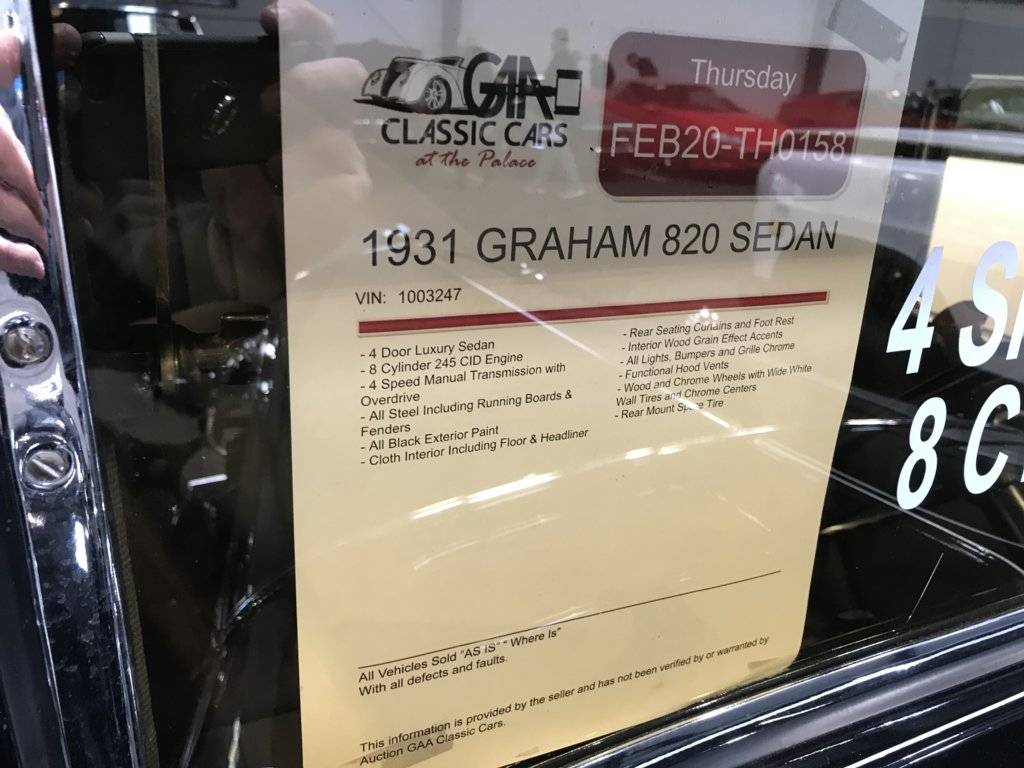 GAA
CLASSIC CARS
at the Palace
Thursday
FEB20-TH0158
1931 GRAHAM 820 SEDAN
VIN: 1003247
- 4 Door Luxury Sedan
- 8 Cylinder 245 CID Engine
- 4 Speed Manual Transmission with
Overdrive
- All Steel Including Running Boards &
Fenders
- All Black Exterior Paint
- Cloth Interior Including Floor & Headliner
- Rear Seating Curtains and Foot Rest
- Interior Wood Grain Effect Accents
- All Lights, Bumpers and Grille Chrome
- Functional Hood Vents
- Wood and Chrome Wheels with Wide White
Wall Tires and Chrome Centers
- Rear Mount Spare Tire
All Vehicles Sold "AS IS" " Where Is"
With all defects and faults.
This information is provided by the seller and has not been verified by or warranted by
Auction GAA Classic Cars.
4 S
8 C